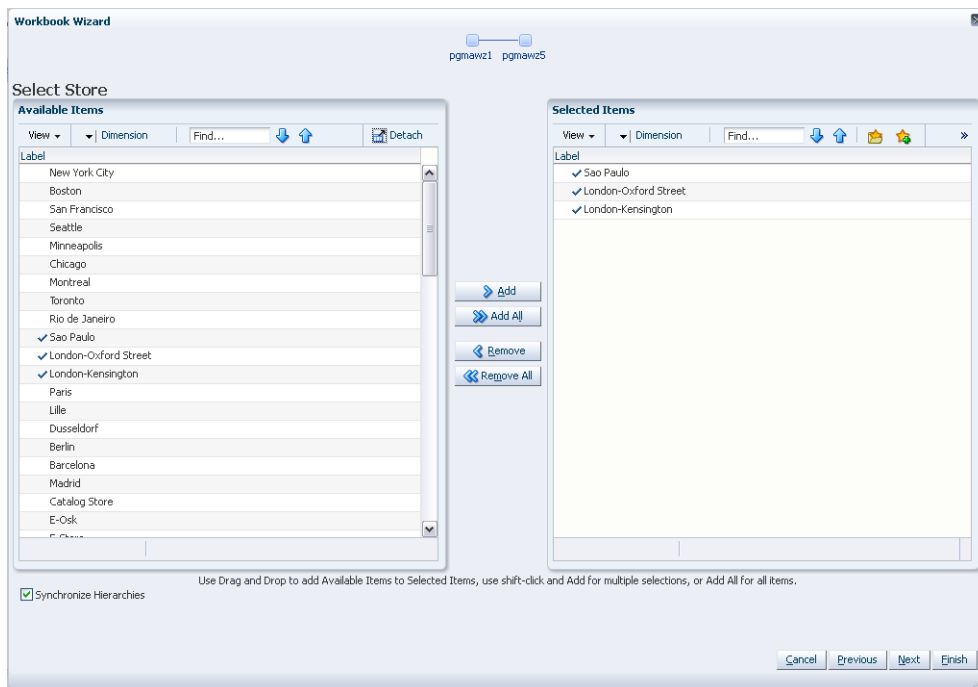 Workbook Wizard
pgmawz1 pgmawz5
Select Store
Available Items
View Dimension Find... Detach
Label
New York City
Boston
San Francisco
Seattle
Minneapolis
Chicago
Montreal
Toronto
Rio de Janeiro
Sao Paulo
London-Oxford Street
London-Kensington
Paris
Lille
Dusseldorf
Berlin
Barcelona
Madrid
Catalog Store
E-Osk
E-Store
Add
Add All
Remove
Remove All
Selected Items
View Dimension Find... »
Label
Sao Paulo
London-Oxford Street
London-Kensington
Use Drag and Drop to add Available Items to Selected Items, use shift-click and Add for multiple selections, or Add All for all items.
Synchronize Hierarchies
Cancel Previous Next Finish